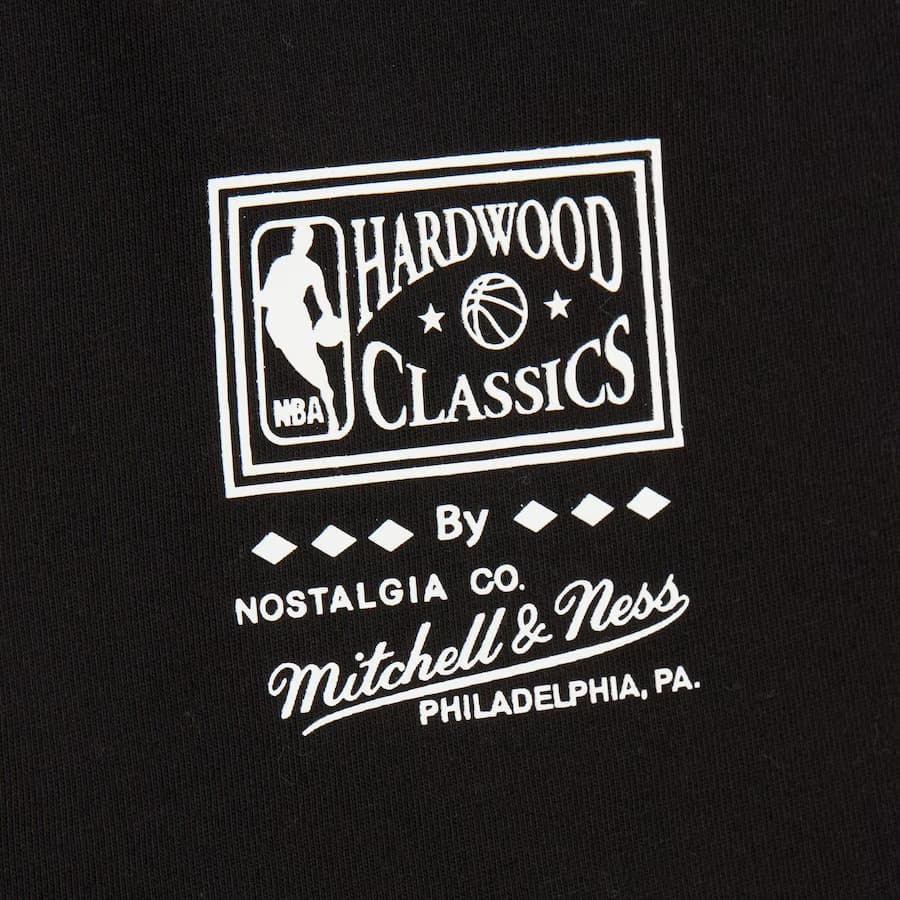 HARDWOOD
CLASSICS
NBA
By
NOSTALGIA CO.
Mitchell & Ness
PHILADELPHIA, PA.